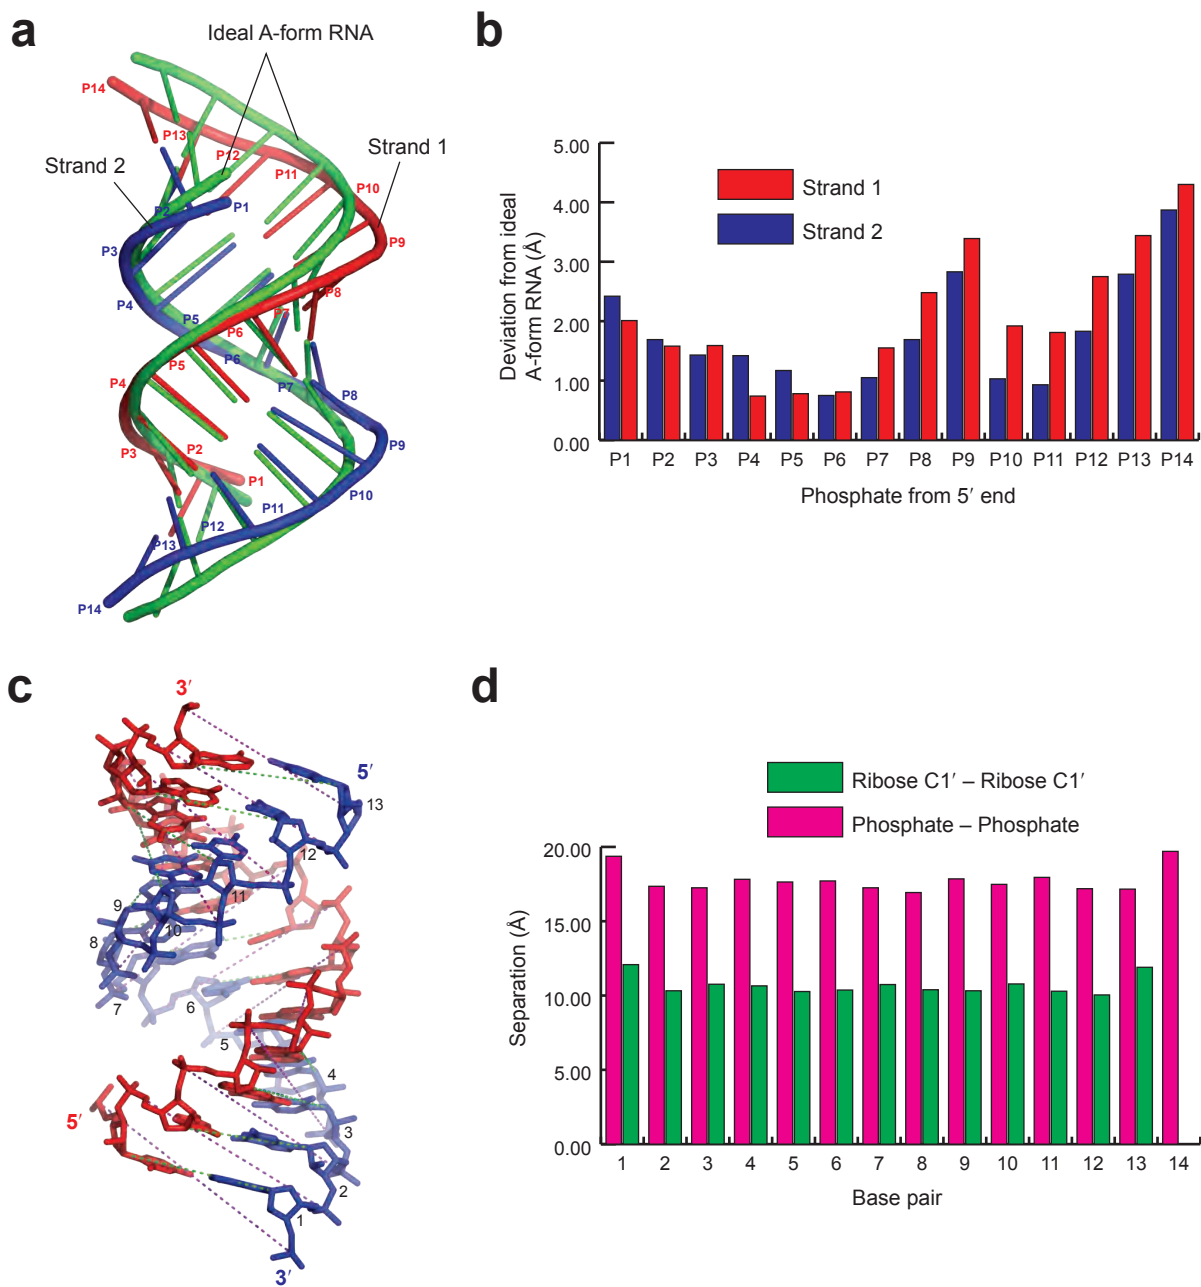 a
Ideal A-form RNA
Strand 2
Strand 1
P14
P13
P12
P11
P10
P9
P8
P7
P6
P5
P4
P3
P2
P1
P1
P2
P3
P4
P5
P6
P7
P8
P9
P10
P11
P12
P13
P14
b
Deviation from ideal
A-form RNA (Å)
5.00
4.00
3.00
2.00
1.00
0.00
Strand 1
Strand 2
P1 P2 P3 P4 P5 P6 P7 P8 P9 P10 P11 P12 P13 P14
Phosphate from 5′ end
c
3′
5′
13
12
11
10
9
8
7
6
5
4
3
2
1
5′
3′
d
Ribose C1′ – Ribose C1′
Phosphate – Phosphate
Separation (Å)
20.00
15.00
10.00
5.00
0.00
1 2 3 4 5 6 7 8 9 10 11 12 13 14
Base pair